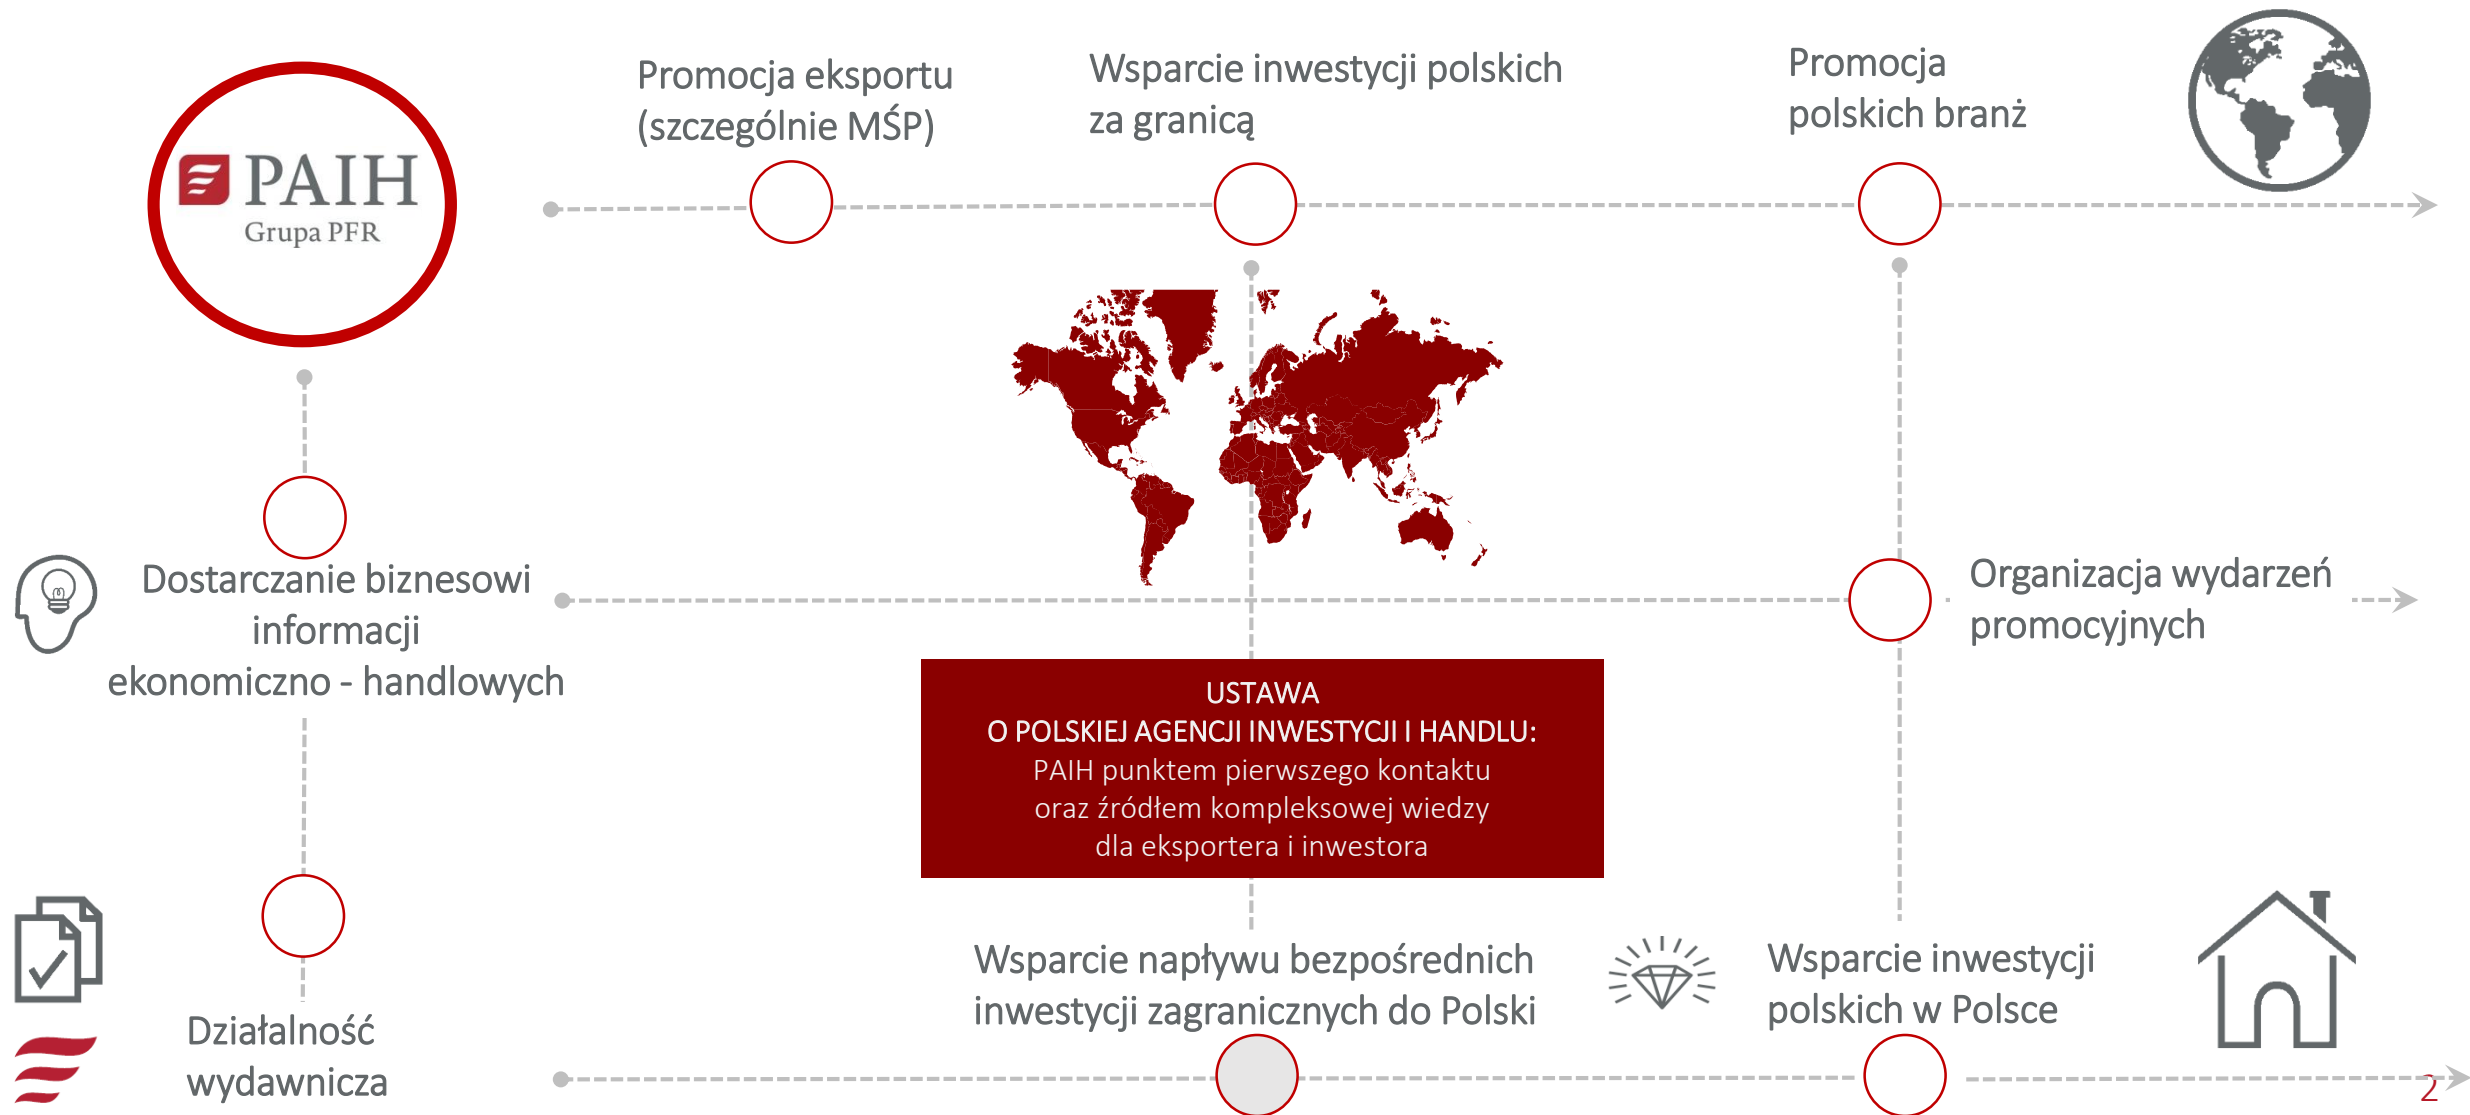 PAIH
Grupa PFR
Promocja eksportu
(szczególnie MŚP)
Wsparcie inwestycji polskich
za granicą
Promocja
polskich branż
Dostarczanie biznesowi
informacji
ekonomiczno - handlowych
Organizacja wydarzeń
promocyjnych
USTAWA
O POLSKIEJ AGENCJI INWESTYCJI I HANDLU:
PAIH punktem pierwszego kontaktu
oraz źródłem kompleksowej wiedzy
dla eksportera i inwestora
Działalność
wydawnicza
Wsparcie napływu bezpośrednich
inwestycji zagranicznych do Polski
Wsparcie inwestycji
polskich w Polsce
2